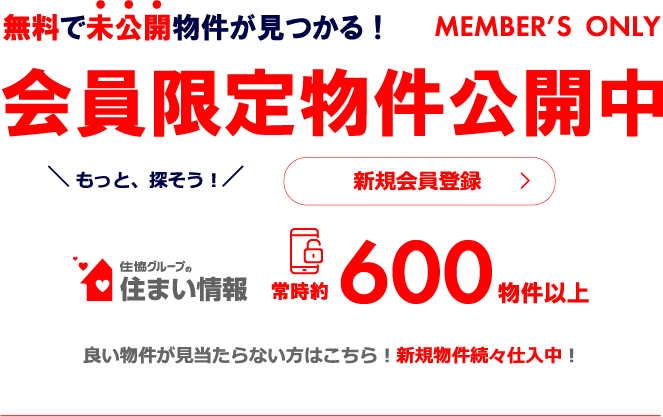 無料で未公開物件が見つかる！
MEMBER'S ONLY
会員限定物件公開中
＼ もっと、探そう！／
新規会員登録
住協グループの
住まい情報
常時約600物件以上
良い物件が見当たらない方はこちら！新規物件続々仕入中！